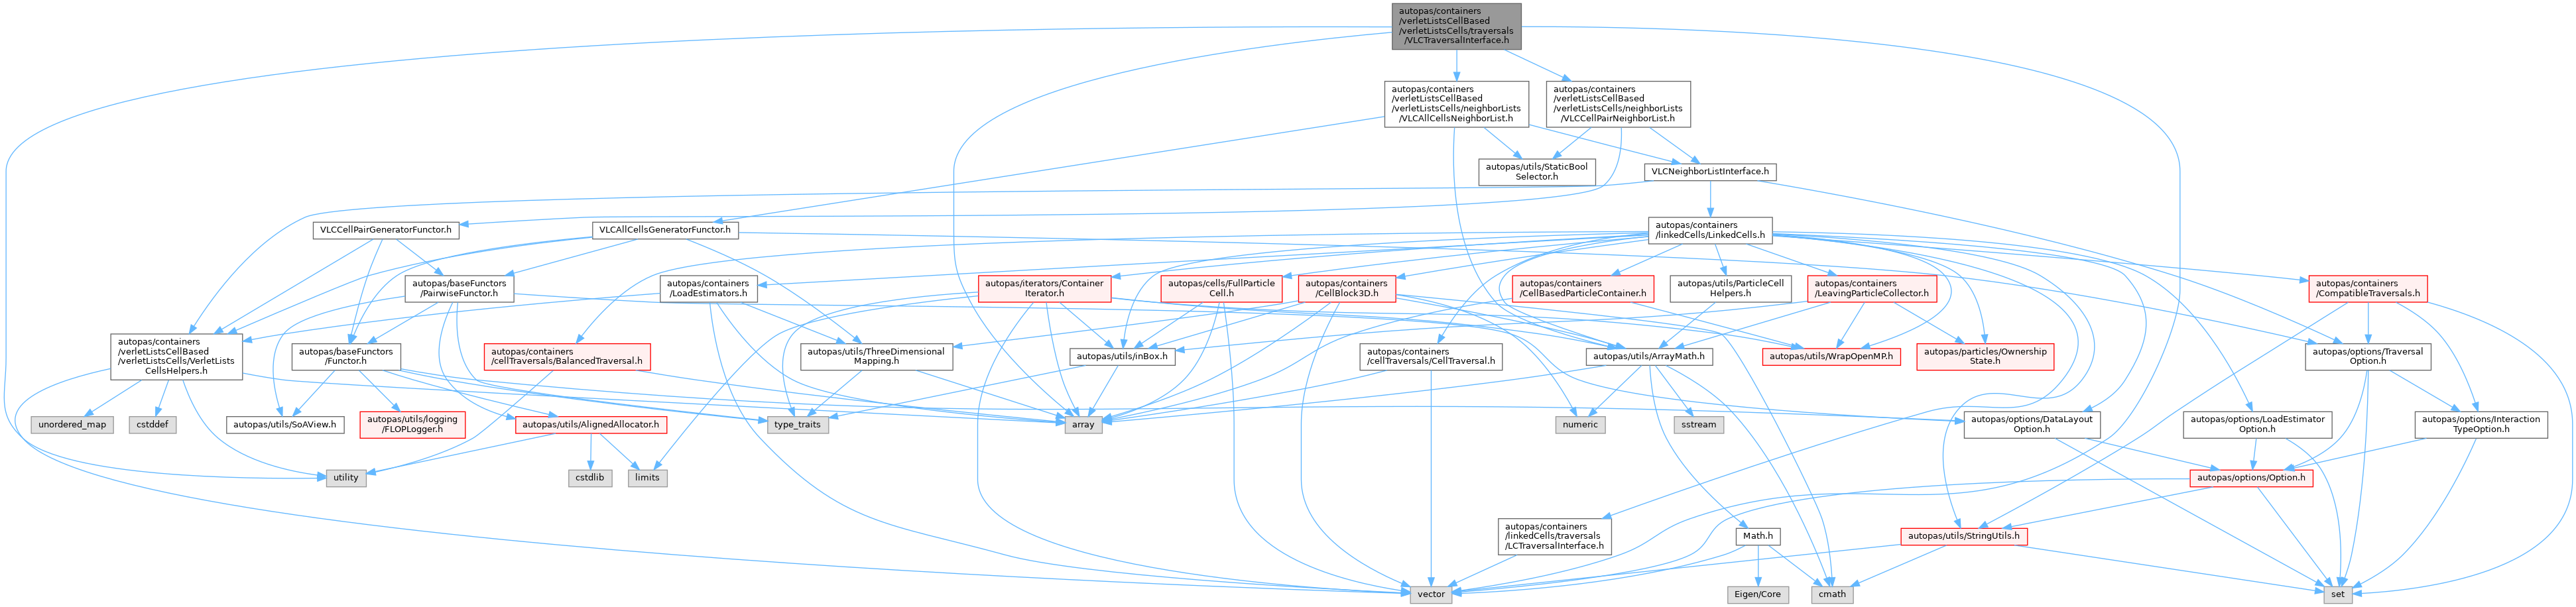 autopas/containers
/verletListsCellBased
/verletListsCells/traversals
/VLCTraversalInterface.h
autopas/containers
/verletListsCellBased
/verletListsCells/neighborLists
/VLCAllCellsNeighborList.h
autopas/containers
/verletListsCellBased
/verletListsCells/neighborLists
/VLCCellPairNeighborList.h
autopas/utils/StaticBool
Selector.h
VLCNeighborListInterface.h
VLCCellPairGeneratorFunctor.h
VLCAllCellsGeneratorFunctor.h
autopas/containers
/linkedCells/LinkedCells.h
autopas/baseFunctors
/PairwiseFunctor.h
autopas/containers
/LoadEstimators.h
autopas/iterators/Container
Iterator.h
autopas/cells/FullParticle
Cell.h
autopas/containers
/CellBlock3D.h
autopas/containers
/CellBasedParticleContainer.h
autopas/utils/ParticleCell
Helpers.h
autopas/containers
/LeavingParticleCollector.h
autopas/containers
/CompatibleTraversals.h
autopas/containers
/verletListsCellBased
/verletListsCells/VerletLists
CellsHelpers.h
autopas/baseFunctors
/Functor.h
autopas/containers
/cellTraversals/BalancedTraversal.h
autopas/utils/ThreeDimensional
Mapping.h
autopas/utils/inBox.h
autopas/containers
/cellTraversals/CellTraversal.h
autopas/utils/ArrayMath.h
autopas/utils/WrapOpenMP.h
autopas/particles/Ownership
State.h
autopas/options/Traversal
Option.h
unordered_map
cstddef
autopas/utils/SoAView.h
autopas/utils/logging
/FLOPLogger.h
autopas/utils/AlignedAllocator.h
type_traits
array
numeric
sstream
autopas/options/DataLayout
Option.h
autopas/options/LoadEstimator
Option.h
autopas/options/Interaction
TypeOption.h
utility
cstdlib
limits
autopas/options/Option.h
autopas/containers
/linkedCells/traversals
/LCTraversalInterface.h
Math.h
autopas/utils/StringUtils.h
vector
Eigen/Core
cmath
set